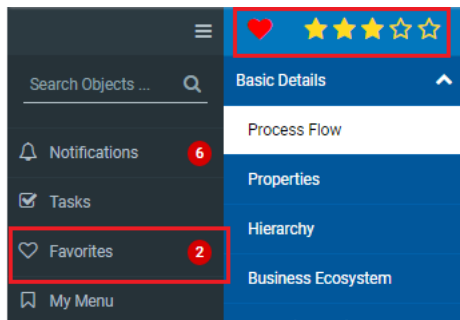 Search Objects ...
Notifications 6
Tasks
Favorites 2
My Menu
Basic Details
Process Flow
Properties
Hierarchy
Business Ecosystem